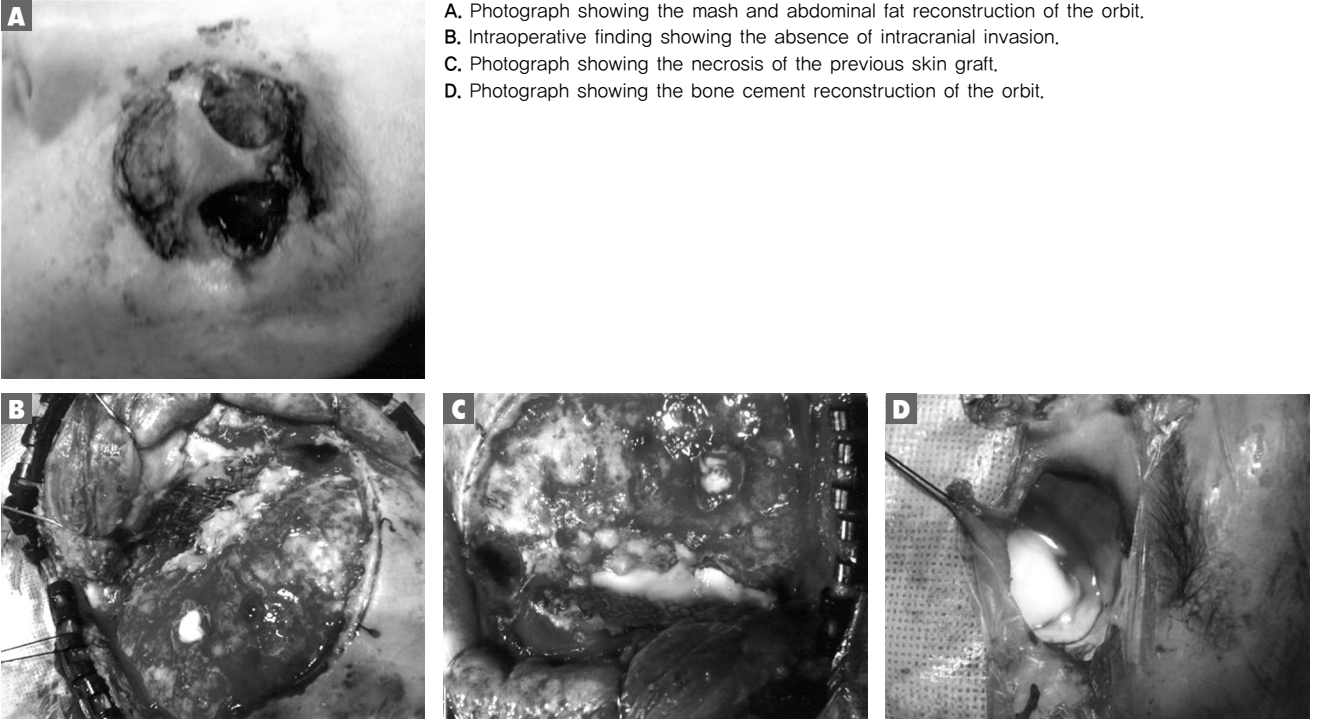 A
A. Photograph showing the mash and abdominal fat reconstruction of the orbit.
B. Intraoperative finding showing the absence of intracranial invasion.
C. Photograph showing the necrosis of the previous skin graft.
D. Photograph showing the bone cement reconstruction of the orbit.
B
C
D